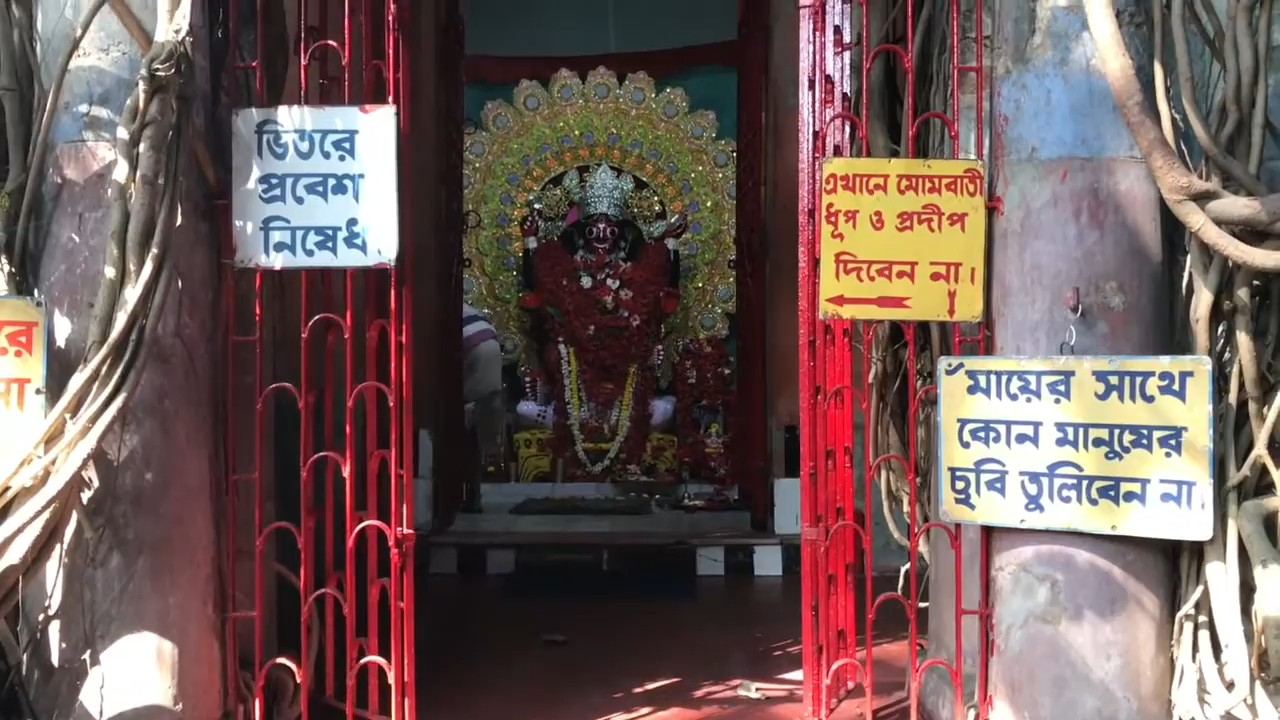 ভিতরে
প্রবেশ
নিষেধ
এখানে মোমবাতী
ধূপ ও প্রদীপ
দিবেন না।
মায়ের সাথে
কোন মানুষের
ছবি তুলিবেন না।
রে